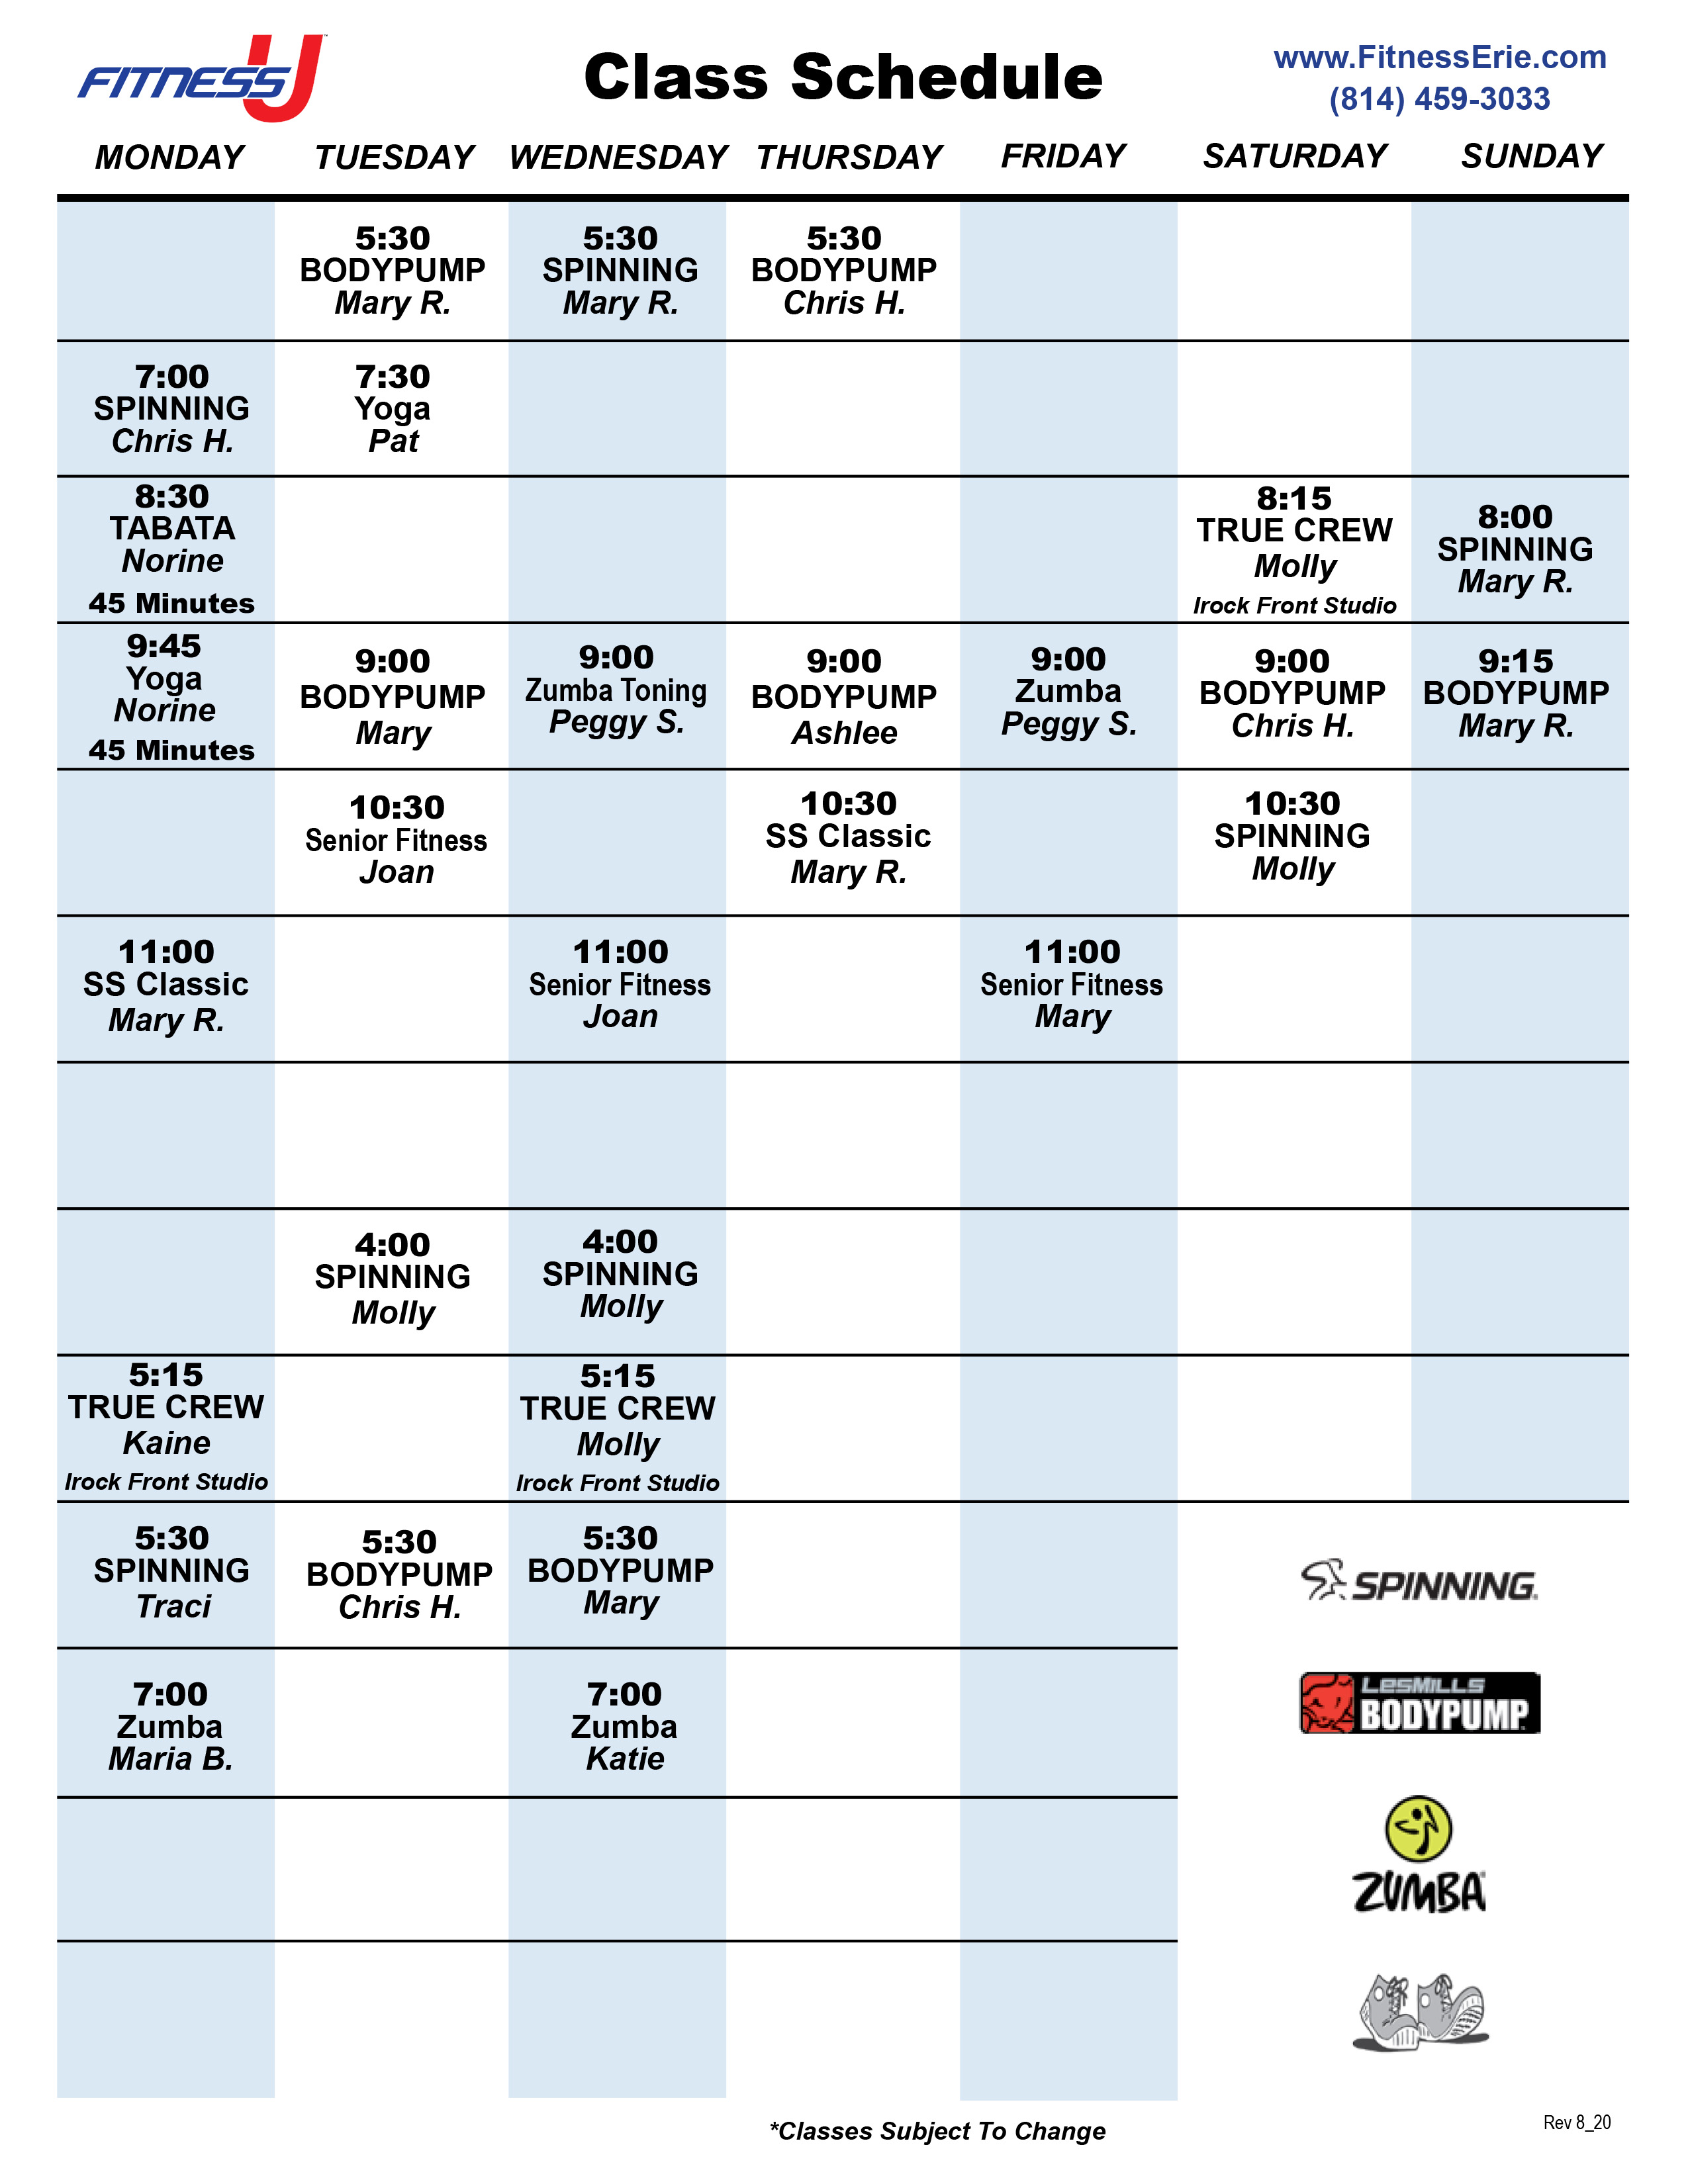 FITNESS U™
Class Schedule
www.FitnessErie.com
(814) 459-3033
MONDAY TUESDAY WEDNESDAY THURSDAY FRIDAY SATURDAY SUNDAY
5:30
BODYPUMP
Mary R.
5:30
SPINNING
Mary R.
5:30
BODYPUMP
Chris H.
7:00
SPINNING
Chris H.
7:30
Yoga
Pat
8:30
TABATA
Norine
45 Minutes
8:15
TRUE CREW
Molly
Irock Front Studio
8:00
SPINNING
Mary R.
9:45
Yoga
Norine
45 Minutes
9:00
BODYPUMP
Mary
9:00
Zumba Toning
Peggy S.
9:00
BODYPUMP
Ashlee
9:00
Zumba
Peggy S.
9:00
BODYPUMP
Chris H.
9:15
BODYPUMP
Mary R.
10:30
Senior Fitness
Joan
10:30
SS Classic
Mary R.
10:30
SPINNING
Molly
11:00
SS Classic
Mary R.
11:00
Senior Fitness
Joan
11:00
Senior Fitness
Mary
4:00
SPINNING
Molly
4:00
SPINNING
Molly
5:15
TRUE CREW
Kaine
Irock Front Studio
5:15
TRUE CREW
Molly
Irock Front Studio
5:30
SPINNING
Traci
5:30
BODYPUMP
Chris H.
5:30
BODYPUMP
Mary
7:00
Zumba
Maria B.
7:00
Zumba
Katie
SPINNING
LESMILLS
BODYPUMP
ZUMBA
*Classes Subject To Change
Rev 8_20